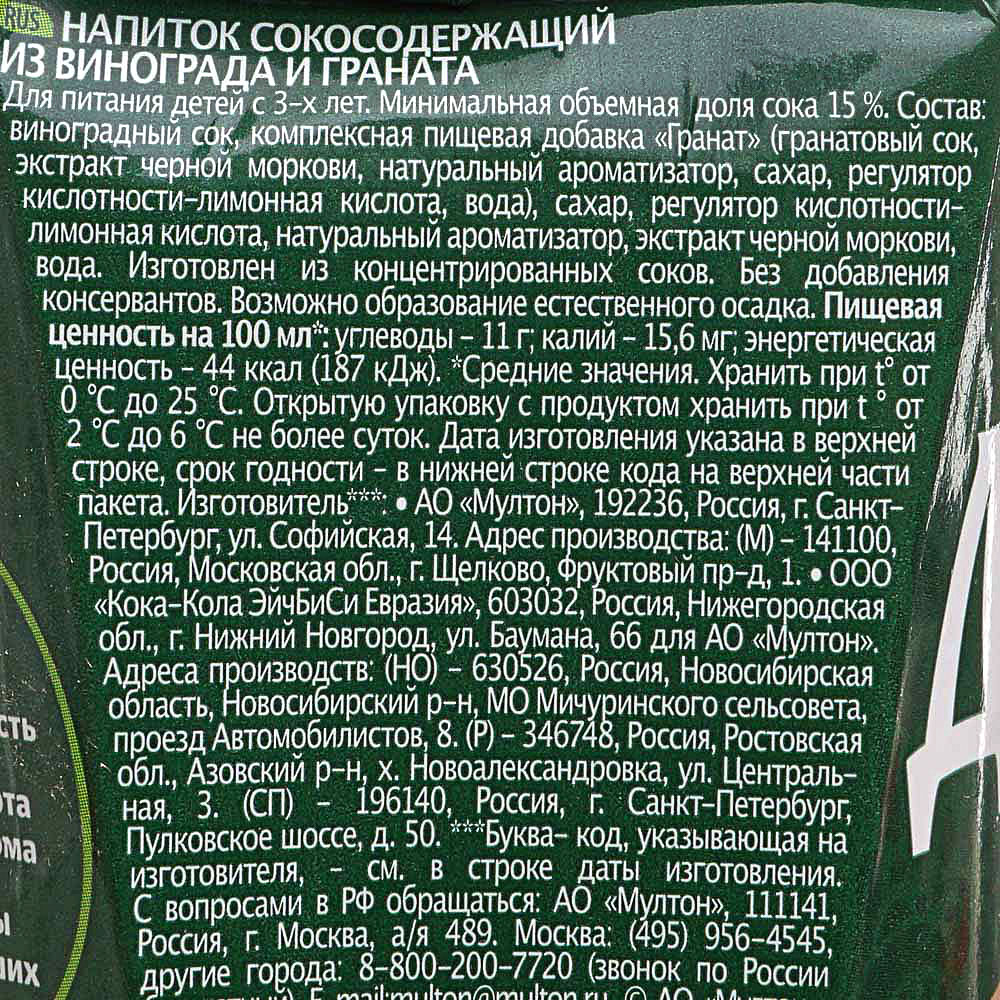 RUS
НАПИТОК СОКОСОДЕРЖАЩИЙ
ИЗ ВИНОГРАДА И ГРАНАТА
Для питания детей с 3-х лет. Минимальная объемная доля сока 15 %. Состав:
виноградный сок, комплексная пищевая добавка «Гранат» (гранатовый сок,
экстракт черной моркови, натуральный ароматизатор, сахар, регулятор
кислотности-лимонная кислота, вода), сахар, регулятор кислотности-
лимонная кислота, натуральный ароматизатор, экстракт черной моркови,
вода. Изготовлен из концентрированных соков. Без добавления
консервантов. Возможно образование естественного осадка. Пищевая
ценность на 100 мл*: углеводы – 11 г; калий – 15,6 мг; энергетическая
ценность – 44 ккал (187 кДж). *Средние значения. Хранить при t° от
0 °С до 25 °С. Открытую упаковку с продуктом хранить при t ° от
2 °С до 6 °С не более суток. Дата изготовления указана в верхней
строке, срок годности – в нижней строке кода на верхней части
пакета. Изготовитель***: • АО «Мултон», 192236, Россия, г. Санкт-
Петербург, ул. Софийская, 14. Адрес производства: (М) – 141100,
Россия, Московская обл., г. Щелково, Фруктовый пр-д, 1. • ООО
«Кока-Кола ЭйчБиСи Евразия», 603032, Россия, Нижегородская
обл., г. Нижний Новгород, ул. Баумана, 66 для АО «Мултон».
Адреса производств: (НО) – 630526, Россия, Новосибирская
область, Новосибирский р-н, МО Мичуринского сельсовета,
проезд Автомобилистов, 8. (Р) – 346748, Россия, Ростовская
обл., Азовский р-н, х. Новоалександровка, ул. Централь-
ная, 3. (СП) – 196140, Россия, г. Санкт-Петербург,
Пулковское шоссе, д. 50. ***Буква- код, указывающая на
изготовителя, – см. в строке даты изготовления.
С вопросами в РФ обращаться: АО «Мултон», 111141,
Россия, г. Москва, а/я 489. Москва: (495) 956-4545,
другие города: 8-800-200-7720 (звонок по России
E-mail:multon@multon.ru. © АО «Мултон»